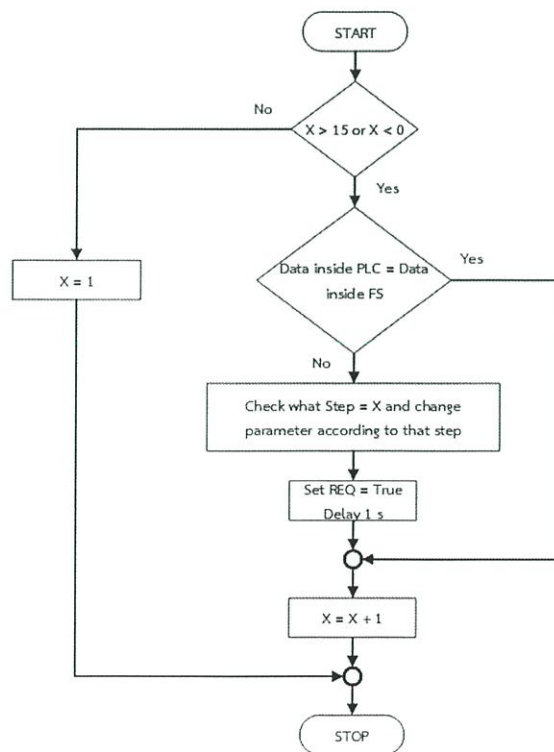 START
No
X > 15 or X < 0
Yes
Data inside PLC = Data
inside FS
Yes
X = 1
No
Check what Step = X and change
parameter according to that step
Set REQ = True
Delay 1 s
X = X + 1
STOP